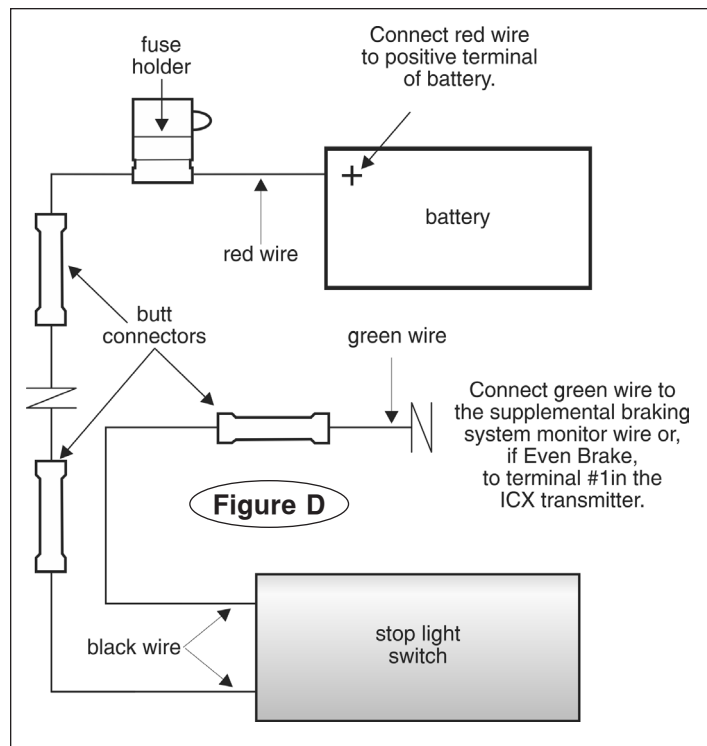 fuse
holder
Connect red wire
to positive terminal
of battery.
+
battery
red wire
butt
connectors
green wire
Connect green wire to
the supplemental braking
system monitor wire or,
if Even Brake,
to terminal #1in the
ICX transmitter.
Figure D
black wire
stop light
switch